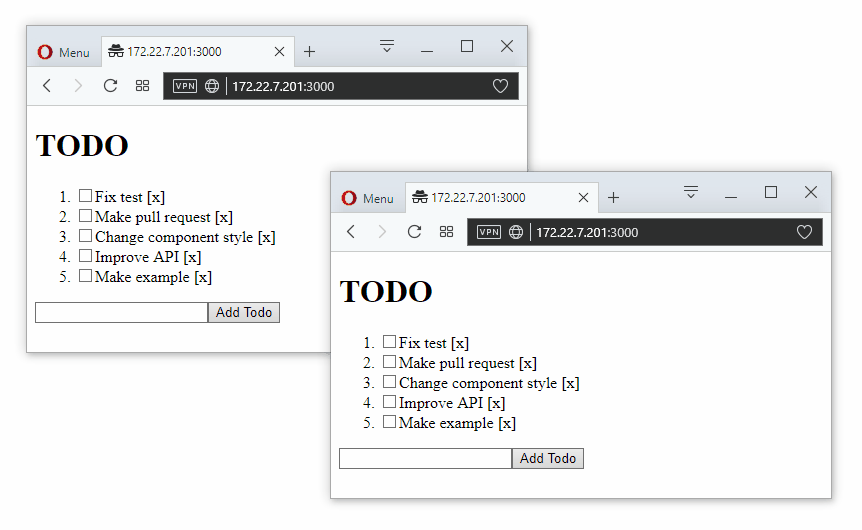 Menu 172.22.7.201:3000
VPN 172.22.7.201:3000
TODO
1. Fix test [x]
2. Make pull request [x]
3. Change component style [x]
4. Improve API [x]
5. Make example [x]
Add Todo
Menu 172.22.7.201:3000
VPN 172.22.7.201:3000
TODO
1. Fix test [x]
2. Make pull request [x]
3. Change component style [x]
4. Improve API [x]
5. Make example [x]
Add Todo